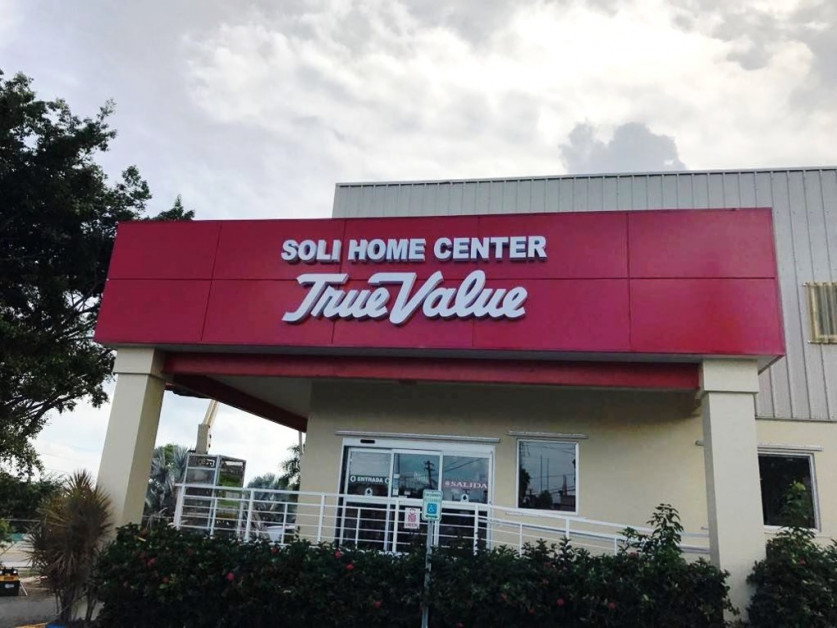 SOLI HOME CENTER
True Value
ENTRADA
SALIDA